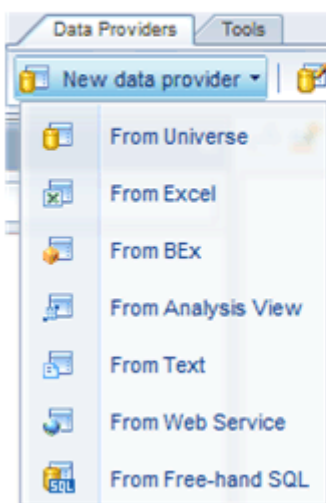 Data Providers Tools
New data provider
From Universe
From Excel
From BEx
From Analysis View
From Text
From Web Service
SQL From Free-hand SQL